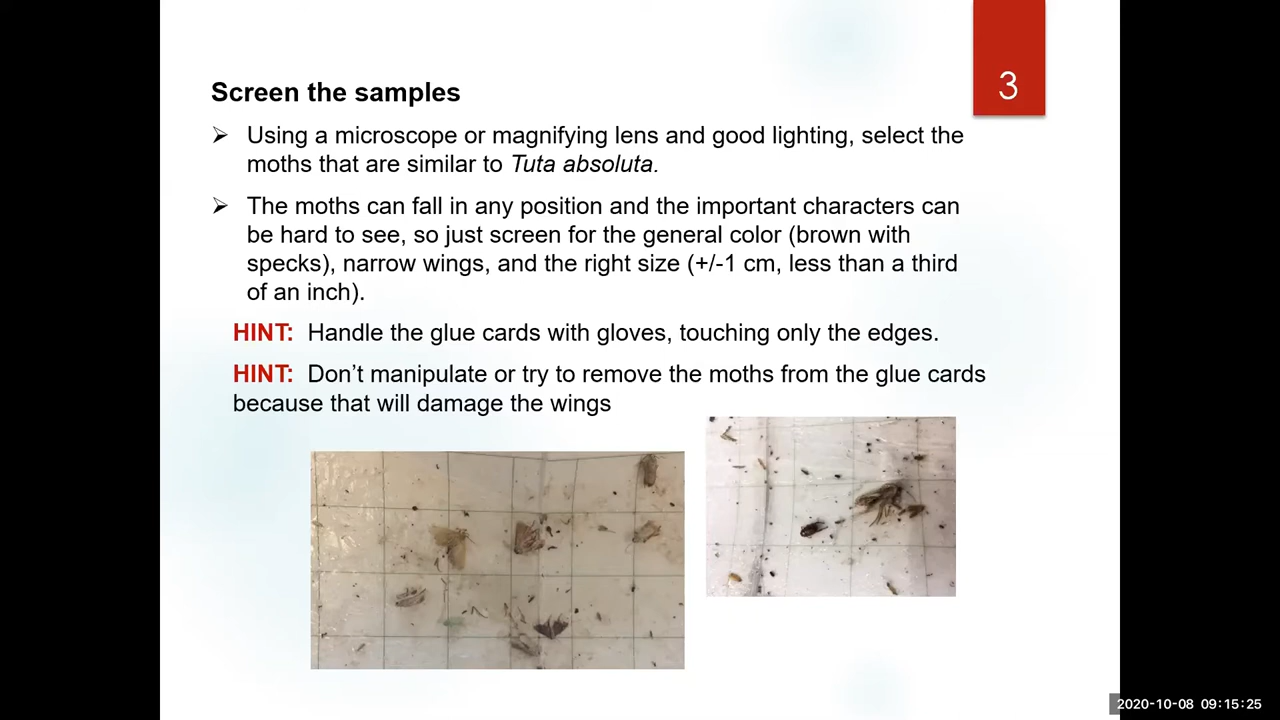 3
Screen the samples
➢ Using a microscope or magnifying lens and good lighting, select the
moths that are similar to Tuta absoluta.
➢ The moths can fall in any position and the important characters can
be hard to see, so just screen for the general color (brown with
specks), narrow wings, and the right size (+/-1 cm, less than a third
of an inch).
HINT: Handle the glue cards with gloves, touching only the edges.
HINT: Don’t manipulate or try to remove the moths from the glue cards
because that will damage the wings
2020-10-08 09:15:25